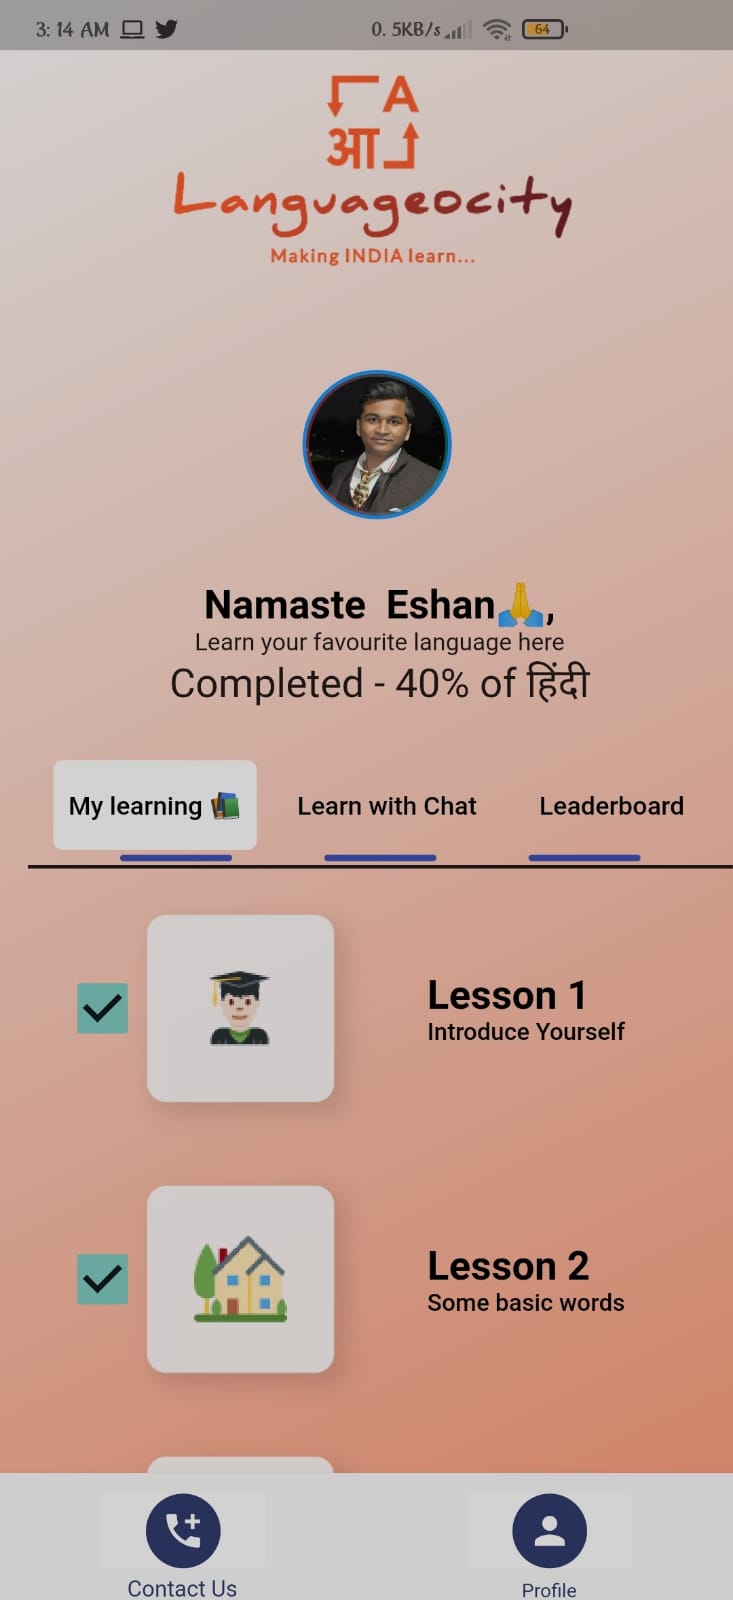 3: 14 AM 0. 5KB/s 64
A
आ
Languageocity
Making INDIA learn...
Namaste Eshan🙏,
Learn your favourite language here
Completed - 40% of हिंदी
My learning 📚 Learn with Chat Leaderboard
Lesson 1
Introduce Yourself
Lesson 2
Some basic words
Contact Us Profile